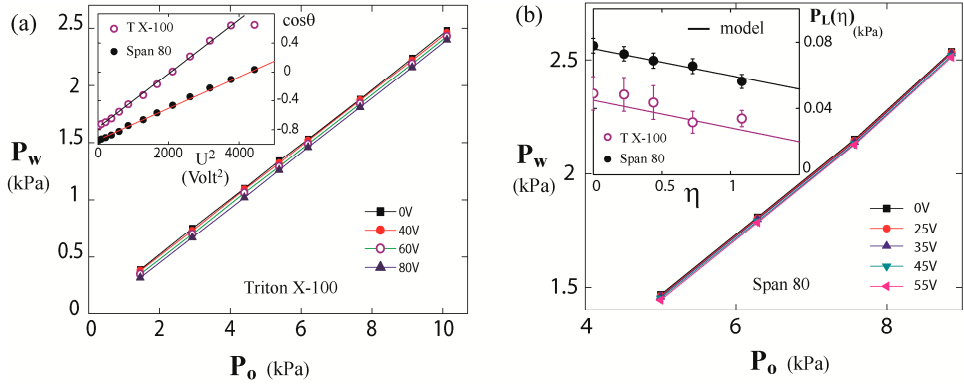 (a)
2.5
2
1.5
1
0.5
0
P_w
(kPa)
0 2 4 6 8 10
P_o (kPa)
T X-100
Span 80
cosθ
0.4
0
-0.4
-0.8
0 2000 4000
U²
(Volt²)
0V
40V
60V
80V
Triton X-100
(b)
2.5
2
1.5
P_w
(kPa)
4 6 8
P_o (kPa)
model
P_L(η)
(kPa)
0.08
0.04
0
T X-100
Span 80
0 0.5 1
η
0V
25V
35V
45V
55V
Span 80